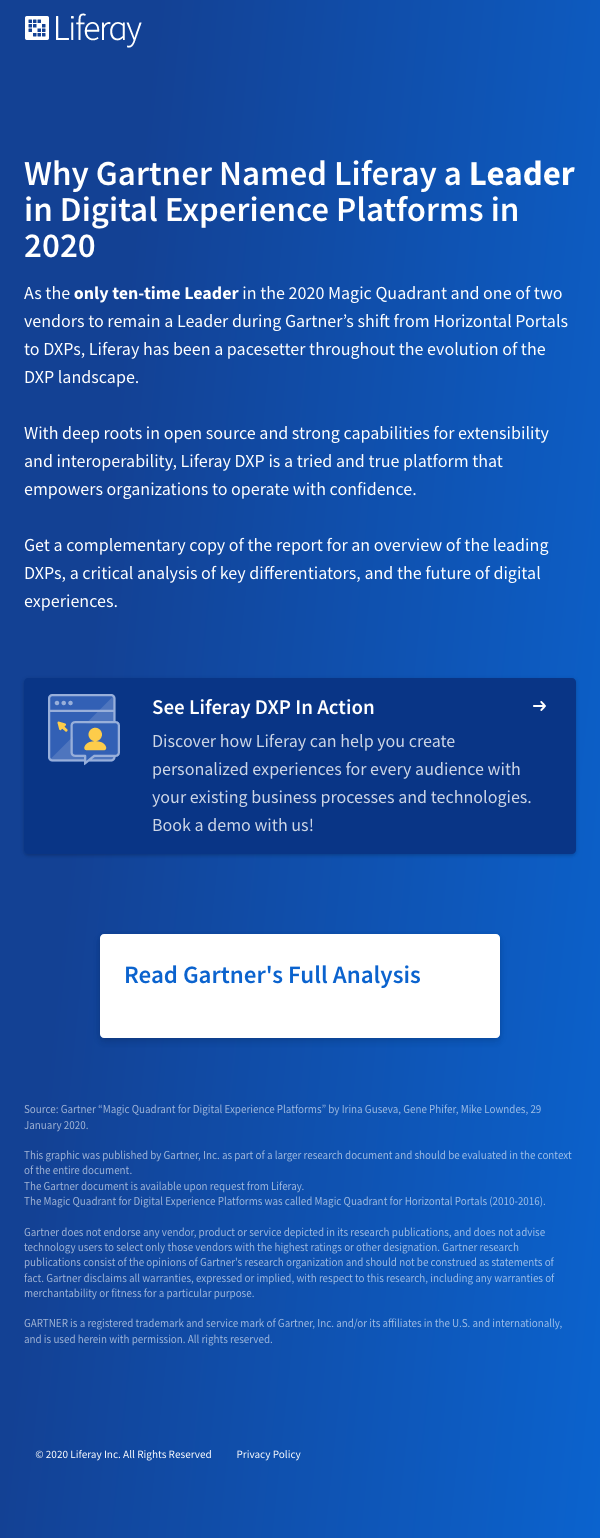 Liferay
Why Gartner Named Liferay a Leader
in Digital Experience Platforms in
2020
As the only ten-time Leader in the 2020 Magic Quadrant and one of two
vendors to remain a Leader during Gartner’s shift from Horizontal Portals
to DXPs, Liferay has been a pacesetter throughout the evolution of the
DXP landscape.
With deep roots in open source and strong capabilities for extensibility
and interoperability, Liferay DXP is a tried and true platform that
empowers organizations to operate with confidence.
Get a complementary copy of the report for an overview of the leading
DXPs, a critical analysis of key differentiators, and the future of digital
experiences.
See Liferay DXP In Action
Discover how Liferay can help you create
personalized experiences for every audience with
your existing business processes and technologies.
Book a demo with us!
Read Gartner's Full Analysis
Source: Gartner “Magic Quadrant for Digital Experience Platforms” by Irina Guseva, Gene Phifer, Mike Lowndes, 29
January 2020.
This graphic was published by Gartner, Inc. as part of a larger research document and should be evaluated in the context
of the entire document.
The Gartner document is available upon request from Liferay.
The Magic Quadrant for Digital Experience Platforms was called Magic Quadrant for Horizontal Portals (2010-2016).
Gartner does not endorse any vendor, product or service depicted in its research publications, and does not advise
technology users to select only those vendors with the highest ratings or other designation. Gartner research
publications consist of the opinions of Gartner's research organization and should not be construed as statements of
fact. Gartner disclaims all warranties, expressed or implied, with respect to this research, including any warranties of
merchantability or fitness for a particular purpose.
GARTNER is a registered trademark and service mark of Gartner, Inc. and/or its affiliates in the U.S. and internationally,
and is used herein with permission. All rights reserved.
© 2020 Liferay Inc. All Rights Reserved Privacy Policy